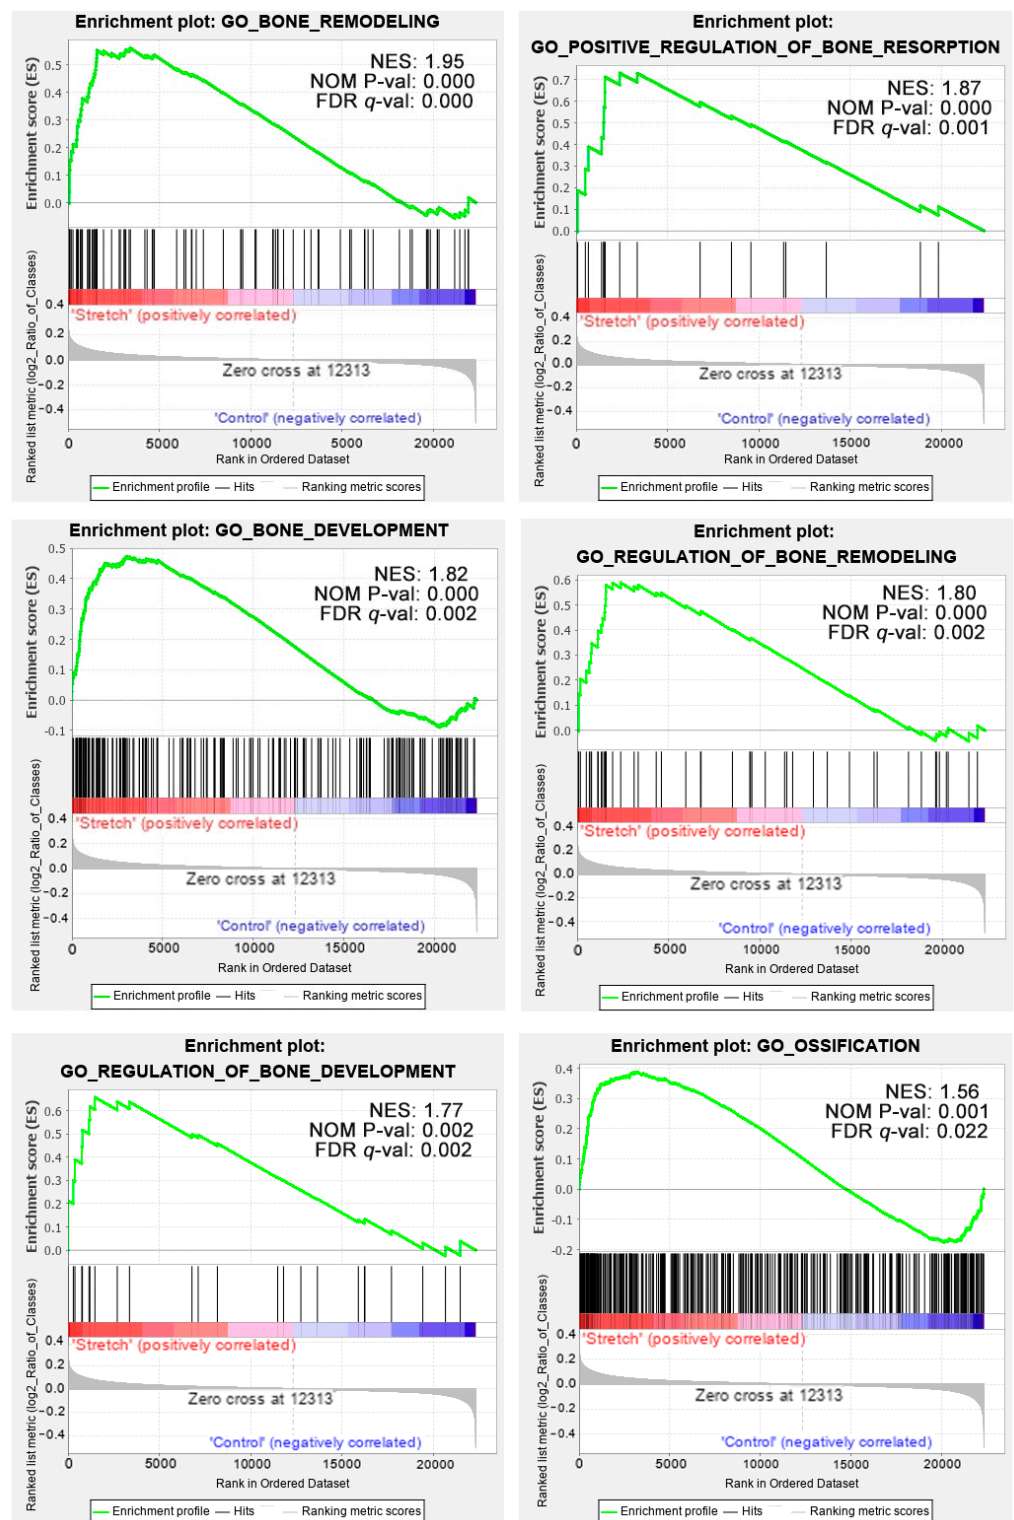 Enrichment plot: GO_BONE_REMODELING
NES: 1.95
NOM P-val: 0.000
FDR q-val: 0.000
Enrichment score (ES)
0.5
0.4
0.3
0.2
0.1
0.0
Ranked list metric (log2_Ratio_of_Classes)
0.4
0.2
0.0
−0.2
−0.4
'Stretch' (positively correlated)
Zero cross at 12313
'Control' (negatively correlated)
0 5000 10000 5000 20000
Rank in Ordered Dataset
Enrichment profile Hits Ranking metric scores
Enrichment plot:
GO_POSITIVE_REGULATION_OF_BONE_RESORPTION
NES: 1.87
NOM P-val: 0.000
FDR q-val: 0.001
Enrichment score (ES)
0.7
0.6
0.5
0.4
0.3
0.2
0.1
0.0
Ranked list metric (log2_Ratio_of_Classes)
0.4
0.2
0.0
−0.2
−0.4
'Stretch' (positively correlated)
Zero cross at 12313
'Control' (negatively correlated)
0 5000 10000 15000 20000
Rank in Ordered Dataset
Enrichment profile Hits Ranking metric scores
Enrichment plot: GO_BONE_DEVELOPMENT
NES: 1.82
NOM P-val: 0.000
FDR q-val: 0.002
Enrichment score (ES)
0.5
0.4
0.3
0.2
0.1
0.0
-0.1
Ranked list metric (log2_Ratio_of_Classes)
0.4
0.2
0.0
−0.2
−0.4
'Stretch' (positively correlated)
Zero cross at 12313
'Control' (negatively correlated)
0 5000 10000 15000 20000
Rank in Ordered Dataset
Enrichment profile Hits Ranking metric scores
Enrichment plot:
GO_REGULATION_OF_BONE_REMODELING
NES: 1.80
NOM P-val: 0.000
FDR q-val: 0.002
Enrichment score (ES)
0.6
0.5
0.4
0.3
0.2
0.1
0.0
Ranked list metric (log2_Ratio_of_Classes)
0.4
0.2
0.0
−0.2
−0.4
'Stretch' (positively correlated)
Zero cross at 12313
'Control' (negatively correlated)
0 5000 10000 15000 20000
Rank in Ordered Dataset
Enrichment profile Hits Ranking metric scores
Enrichment plot:
GO_REGULATION_OF_BONE_DEVELOPMENT
NES: 1.77
NOM P-val: 0.002
FDR q-val: 0.002
Enrichment score (ES)
0.6
0.5
0.4
0.3
0.2
0.1
0.0
Ranked list metric (log2_Ratio_of_Classes)
0.4
0.2
0.0
−0.2
−0.4
'Stretch' (positively correlated)
Zero cross at 12313
'Control' (negatively correlated)
0 5000 10000 15000 20000
Rank in Ordered Dataset
Enrichment profile Hits Ranking metric scores
Enrichment plot: GO_OSSIFICATION
NES: 1.56
NOM P-val: 0.001
FDR q-val: 0.022
Enrichment score (ES)
0.4
0.3
0.2
0.1
0.0
-0.1
-0.2
Ranked list metric (log2_Ratio_of_Classes)
0.4
0.2
0.0
−0.2
−0.4
'Stretch' (positively correlated)
Zero cross at 12313
'Control' (negatively correlated)
0 5000 10000 15000 20000
Rank in Ordered Dataset
Enrichment profile Hits Ranking metric scores